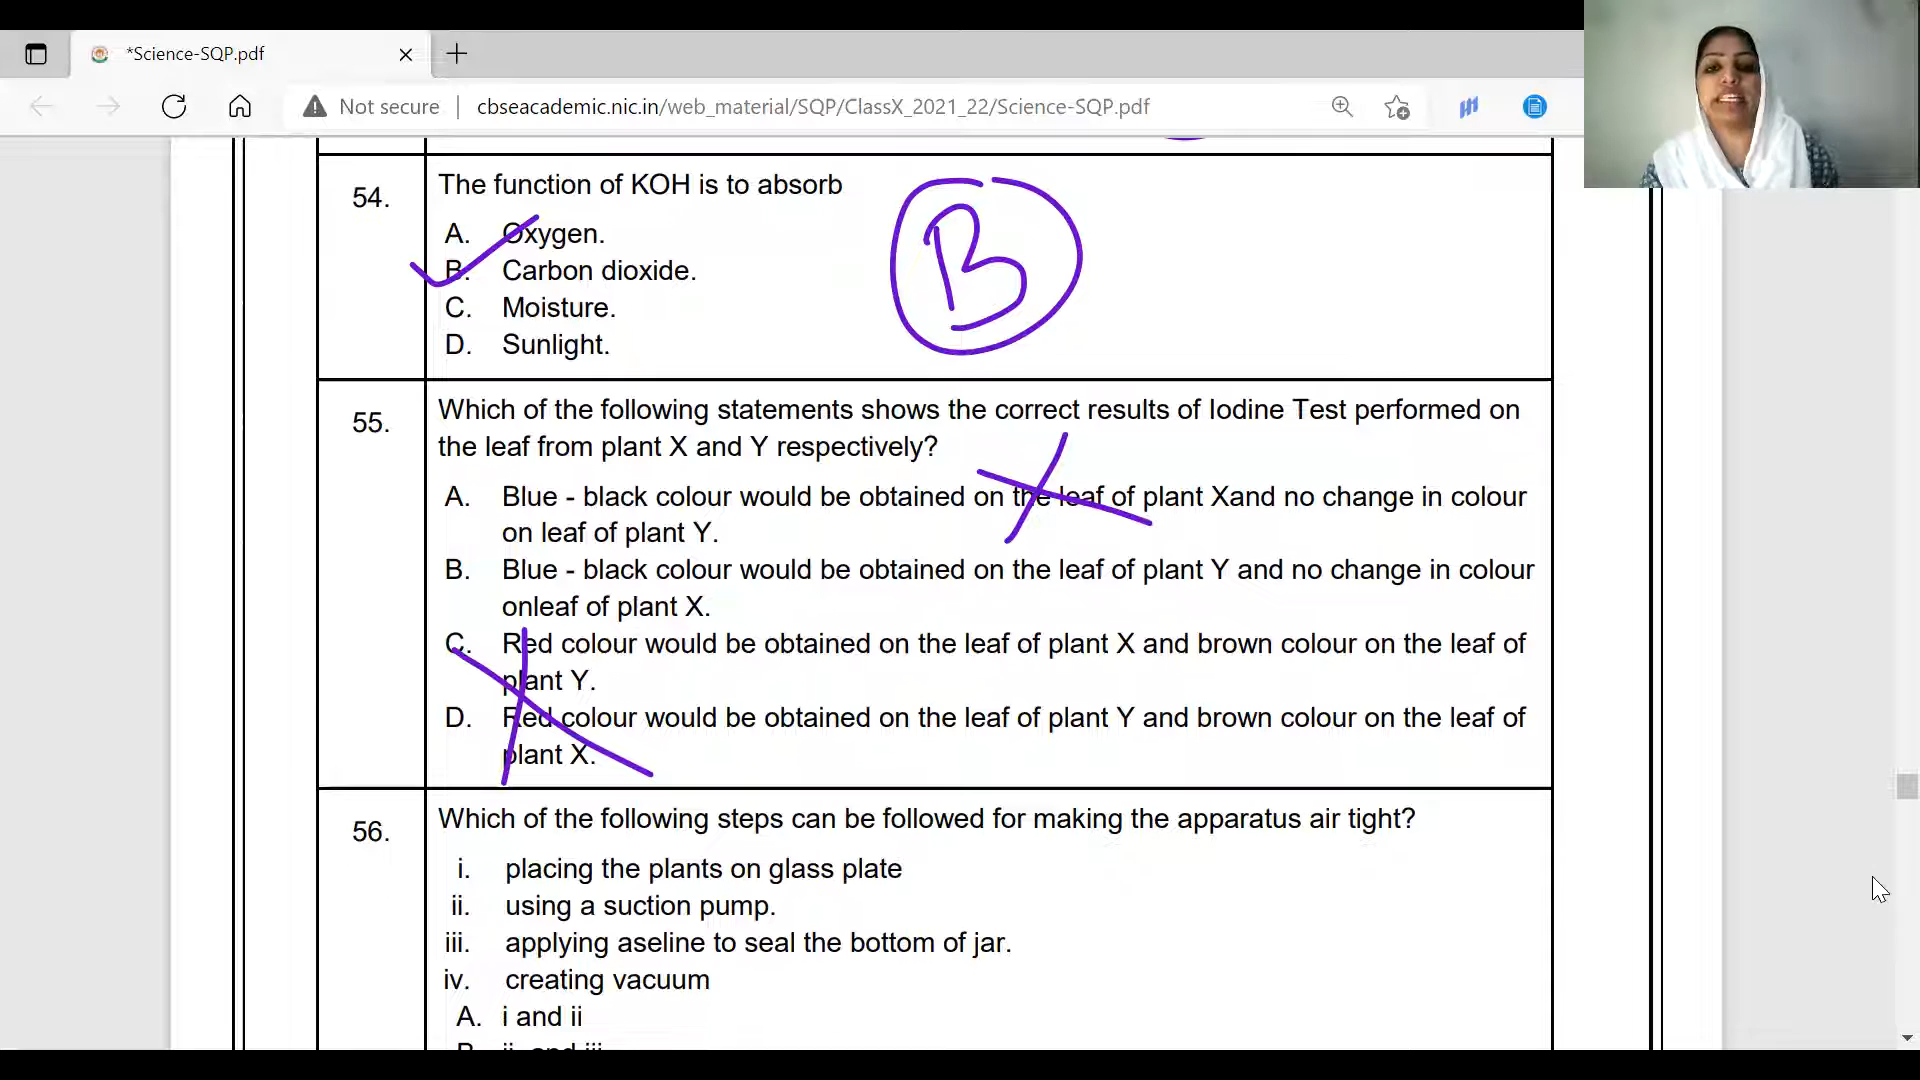 *Science-SQP.pdf
Not secure
cbseacademic.nic.in/web_material/SQP/ClassX_2021_22/Science-SQP.pdf
54.
The function of KOH is to absorb
A. Oxygen.
B. Carbon dioxide.
C. Moisture.
D. Sunlight.
B
55.
Which of the following statements shows the correct results of Iodine Test performed on
the leaf from plant X and Y respectively?
A. Blue - black colour would be obtained on the leaf of plant Xand no change in colour
on leaf of plant Y.
B. Blue - black colour would be obtained on the leaf of plant Y and no change in colour
onleaf of plant X.
C. Red colour would be obtained on the leaf of plant X and brown colour on the leaf of
plant Y.
D. Red colour would be obtained on the leaf of plant Y and brown colour on the leaf of
plant X.
56.
Which of the following steps can be followed for making the apparatus air tight?
i. placing the plants on glass plate
ii. using a suction pump.
iii. applying aseline to seal the bottom of jar.
iv. creating vacuum
A. i and ii